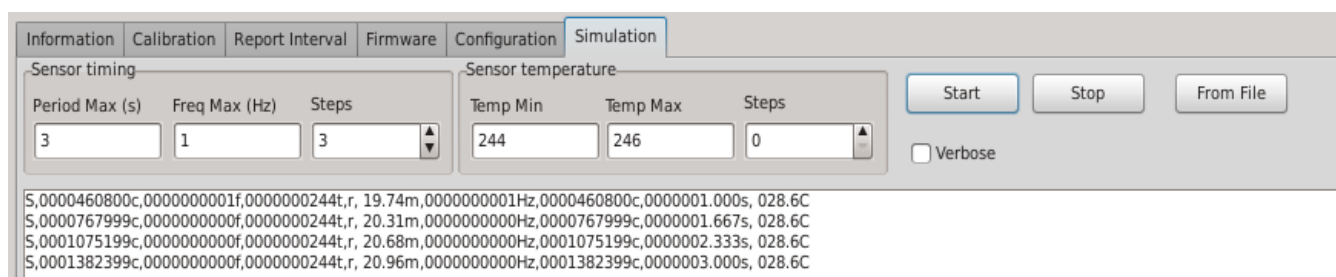 Information Calibration Report Interval Firmware Configuration Simulation
Sensor timing Sensor temperature
Period Max (s) Freq Max (Hz) Steps Temp Min Temp Max Steps Start Stop From File
3 1 3 244 246 0 Verbose
S,0000460800c,0000000001f,0000000244t,r, 19.74m,0000000001Hz,0000460800c,0000001.000s, 028.6C
S,0000767999c,0000000000f,0000000244t,r, 20.31m,0000000000Hz,0000767999c,0000001.667s, 028.6C
S,0001075199c,0000000000f,0000000244t,r, 20.68m,0000000000Hz,0001075199c,0000002.333s, 028.6C
S,0001382399c,0000000000f,0000000244t,r, 20.96m,0000000000Hz,0001382399c,0000003.000s, 028.6C